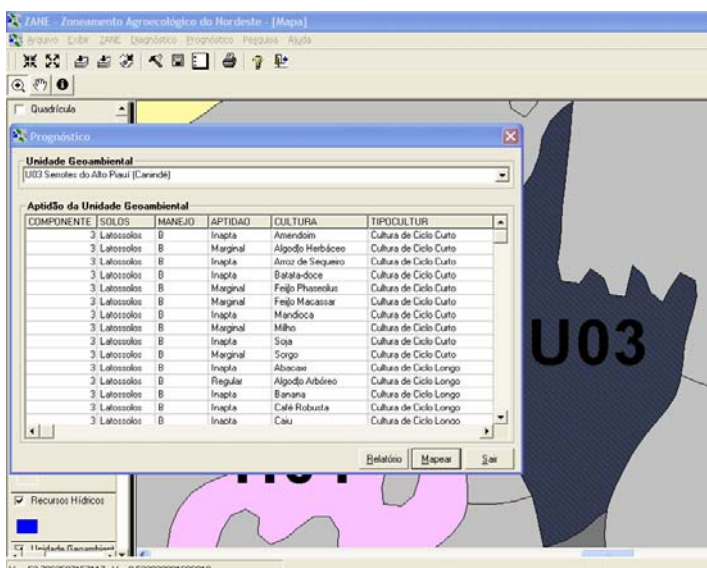 ZANE - Zoneamento Agroecológico do Nordeste - [Mapa]
Arquivo Exibir ZANE Diagnóstico Prognóstico Pesquisa Ajuda
Quadrícula
Prognóstico
Unidade Geoambiental
U03 Serrotes do Alto Piauí (Canindé)
Aptidão da Unidade Geoambiental
COMPONENTE SOLOS MANEJO APTIDAO CULTURA TIPOCULTUR
3 Latossolos B Inapta Amendoim Cultura de Ciclo Curto
3 Latossolos B Marginal Algod|o Herbáceo Cultura de Ciclo Curto
3 Latossolos B Inapta Arroz de Sequeiro Cultura de Ciclo Curto
3 Latossolos B Inapta Batata-doce Cultura de Ciclo Curto
3 Latossolos B Marginal Feij|o Phaseolus Cultura de Ciclo Curto
3 Latossolos B Marginal Feij|o Macassar Cultura de Ciclo Curto
3 Latossolos B Inapta Mandioca Cultura de Ciclo Curto
3 Latossolos B Marginal Milho Cultura de Ciclo Curto
3 Latossolos B Inapta Soja Cultura de Ciclo Curto
3 Latossolos B Marginal Sorgo Cultura de Ciclo Curto
3 Latossolos B Inapta Abacaxi Cultura de Ciclo Longo
3 Latossolos B Regular Algod|o Arbóreo Cultura de Ciclo Longo
3 Latossolos B Inapta Banana Cultura de Ciclo Longo
3 Latossolos B Inapta Café Robusta Cultura de Ciclo Longo
3 Latossolos B Inapta Caju Cultura de Ciclo Longo
Relatório Mapear Sair
U03
Recursos Hídricos
Unidade Geoambient